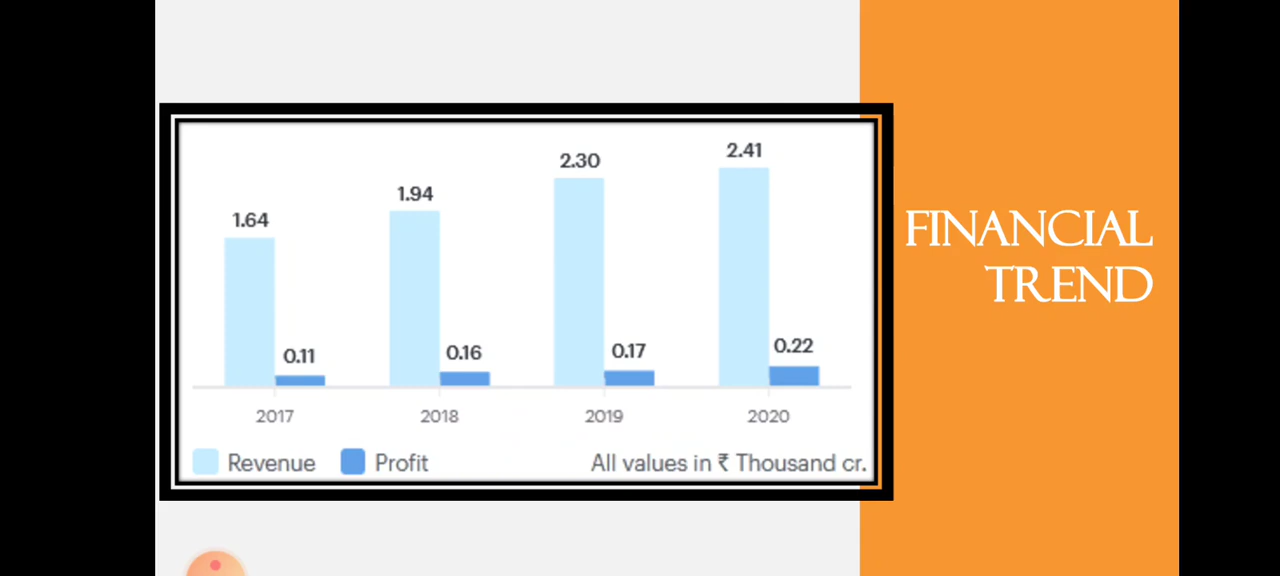 FINANCIAL
TREND
2.41
2.30
1.94
1.64
0.11
0.16
0.17
0.22
2017 2018 2019 2020
Revenue Profit All values in ₹ Thousand cr.